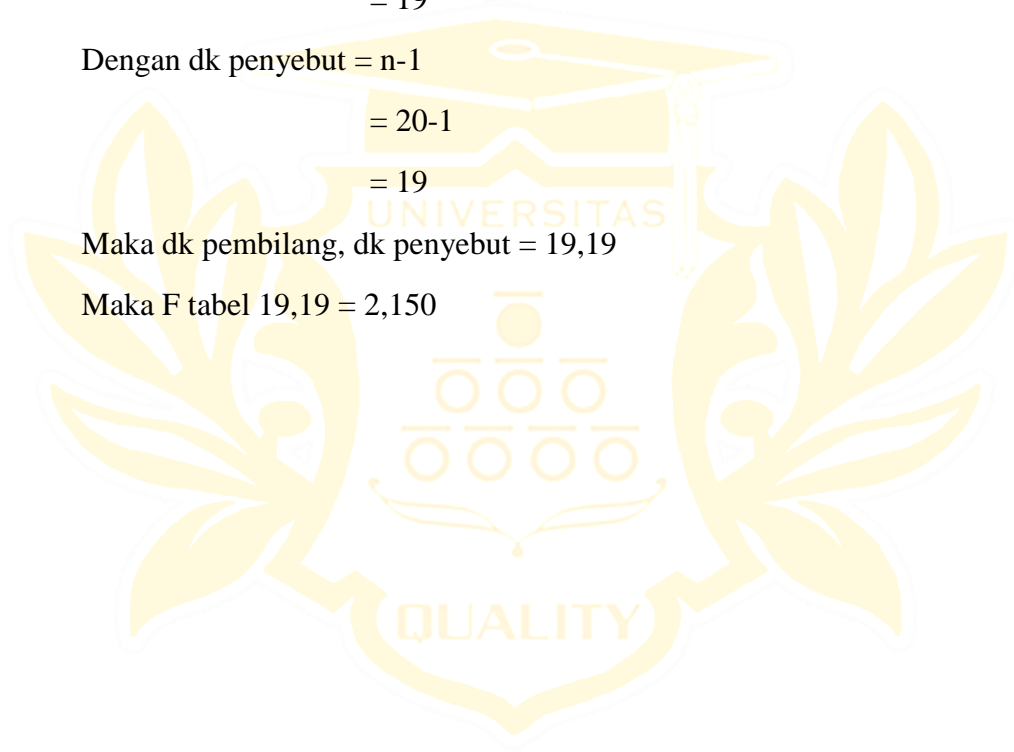 = 19
Dengan dk penyebut = n-1
= 20-1
= 19
UNIVERSITAS
Maka dk pembilang, dk penyebut = 19,19
Maka F tabel 19,19 = 2,150
QUALITY